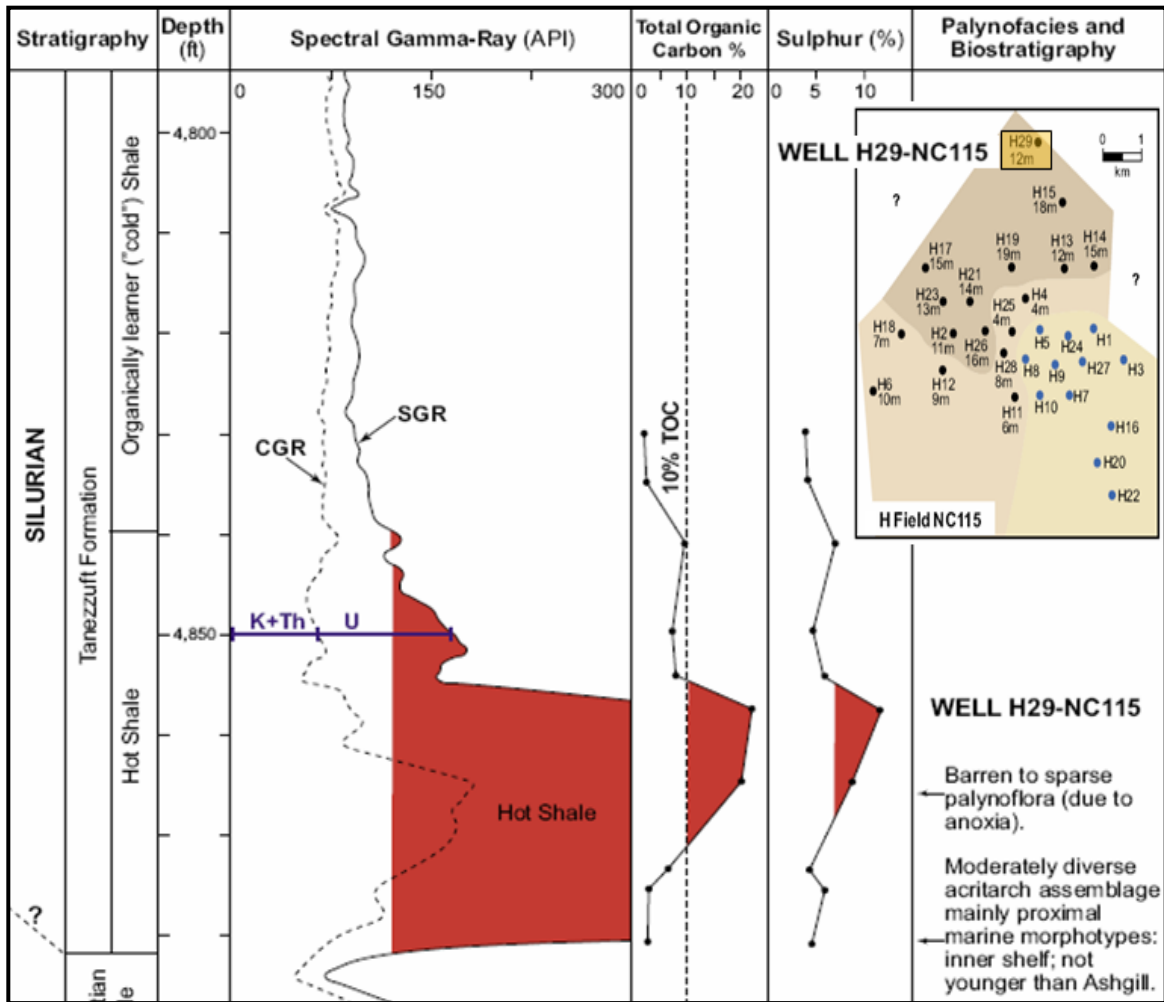 Stratigraphy
Depth
(ft)
Spectral Gamma-Ray (API)
Total Organic
Carbon %
Sulphur (%)
Palynofacies and
Biostratigraphy
0
150
300
0
10
20
0
5
10
4,800
4,850
SILURIAN
Tanezzuft Formation
Organically learner ("cold") Shale
Hot Shale
?
tian
e
CGR
SGR
K+Th
U
Hot Shale
10% TOC
WELL H29-NC115
0
1
km
H29
12m
H15
18m
?
H17
15m
H19
19m
H13
12m
H14
15m
?
H21
14m
H23
13m
H25
4m
H4
4m
H18
7m
H2
11m
H26
16m
H5
H24
H1
H28
8m
H8
H9
H27
H3
H6
10m
H12
9m
H11
6m
H10
H7
H16
H20
H22
H Field NC115
WELL H29-NC115
Barren to sparse
palynoflora (due to
anoxia).
Moderately diverse
acritarch assemblage
mainly proximal
marine morphotypes:
inner shelf; not
younger than Ashgill.